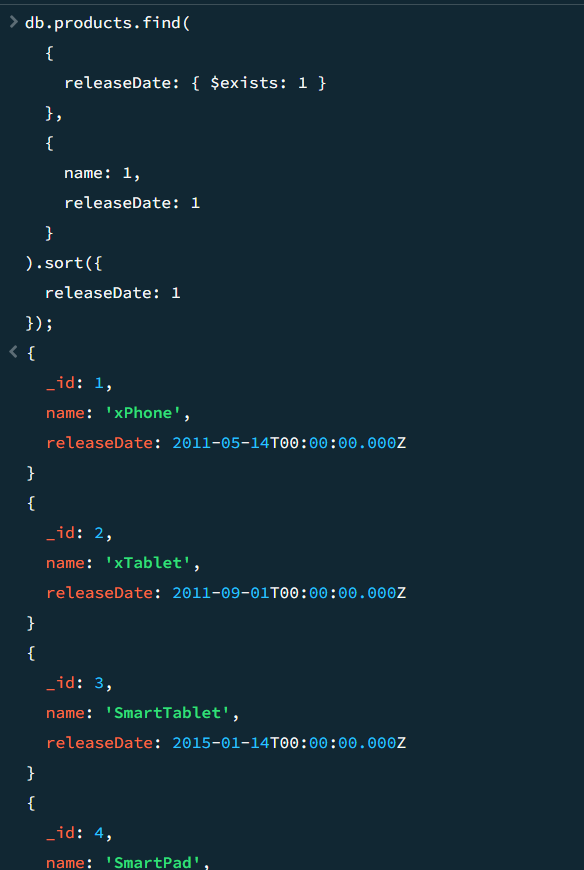 db.products.find(
{
releaseDate: { $exists: 1 }
},
{
name: 1,
releaseDate: 1
}
).sort({
releaseDate: 1
});
{
_id: 1,
name: 'xPhone',
releaseDate: 2011-05-14T00:00:00.000Z
}
{
_id: 2,
name: 'xTablet',
releaseDate: 2011-09-01T00:00:00.000Z
}
{
_id: 3,
name: 'SmartTablet',
releaseDate: 2015-01-14T00:00:00.000Z
}
{
_id: 4,
name: 'SmartPad',